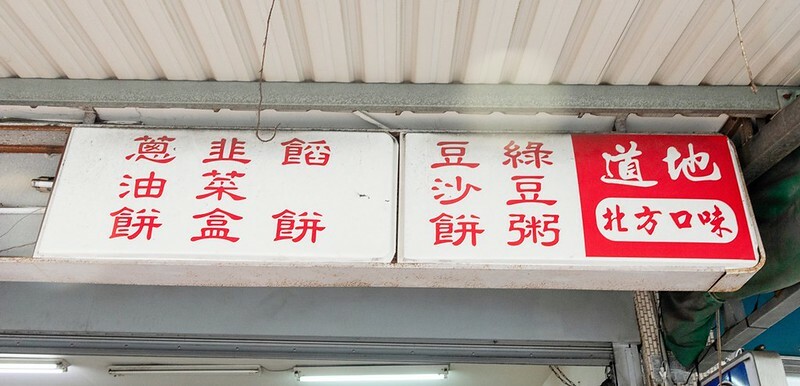 道地
北方口味
綠豆粥
豆沙餅
餡餅
韭菜盒
蔥油餅